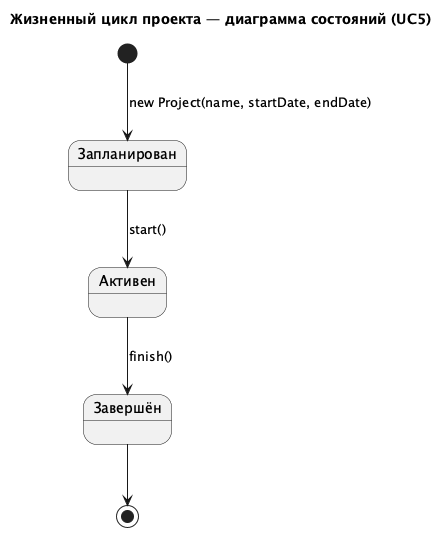 Жизненный цикл проекта — диаграмма состояний (UC5)
new Project(name, startDate, endDate)
Запланирован
start()
Активен
finish()
Завершён